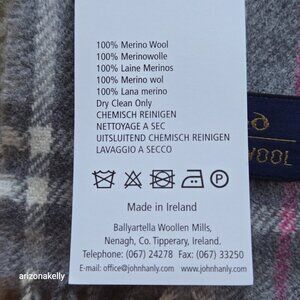 100% Merino Wool
100% Merinowolle
100% Laine Merinos
100% Merino wol
100% Lana merino
Dry Clean Only
CHEMISCH REINIGEN
NETTOYAGE A SEC
UITSLUITEND CHEMISCH REINIGEN
LAVAGGIO A SECCO
P
Made in Ireland
Ballyartella Woollen Mills,
Nenagh, Co. Tipperary, Ireland.
Telephone: (067) 24278 Fax: (067) 33250
E-mail: office@johnhanly.com www.johnhanly.com
WOOL
arizonakelly